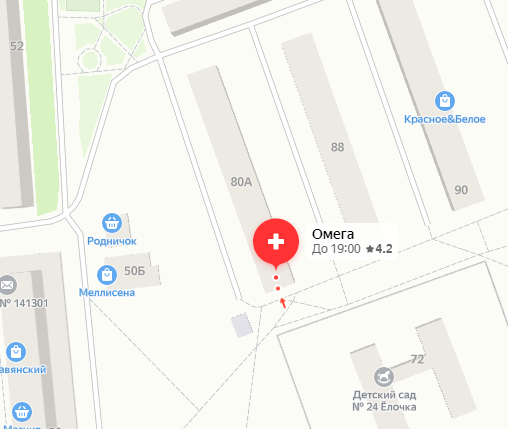 52
Красное&Белое
88
80А
90
Омега
До 19:00 ★4.2
Родничок
50Б
Меллисена
№ 141301
авянский
72
Детский сад
№ 24 Ёлочка